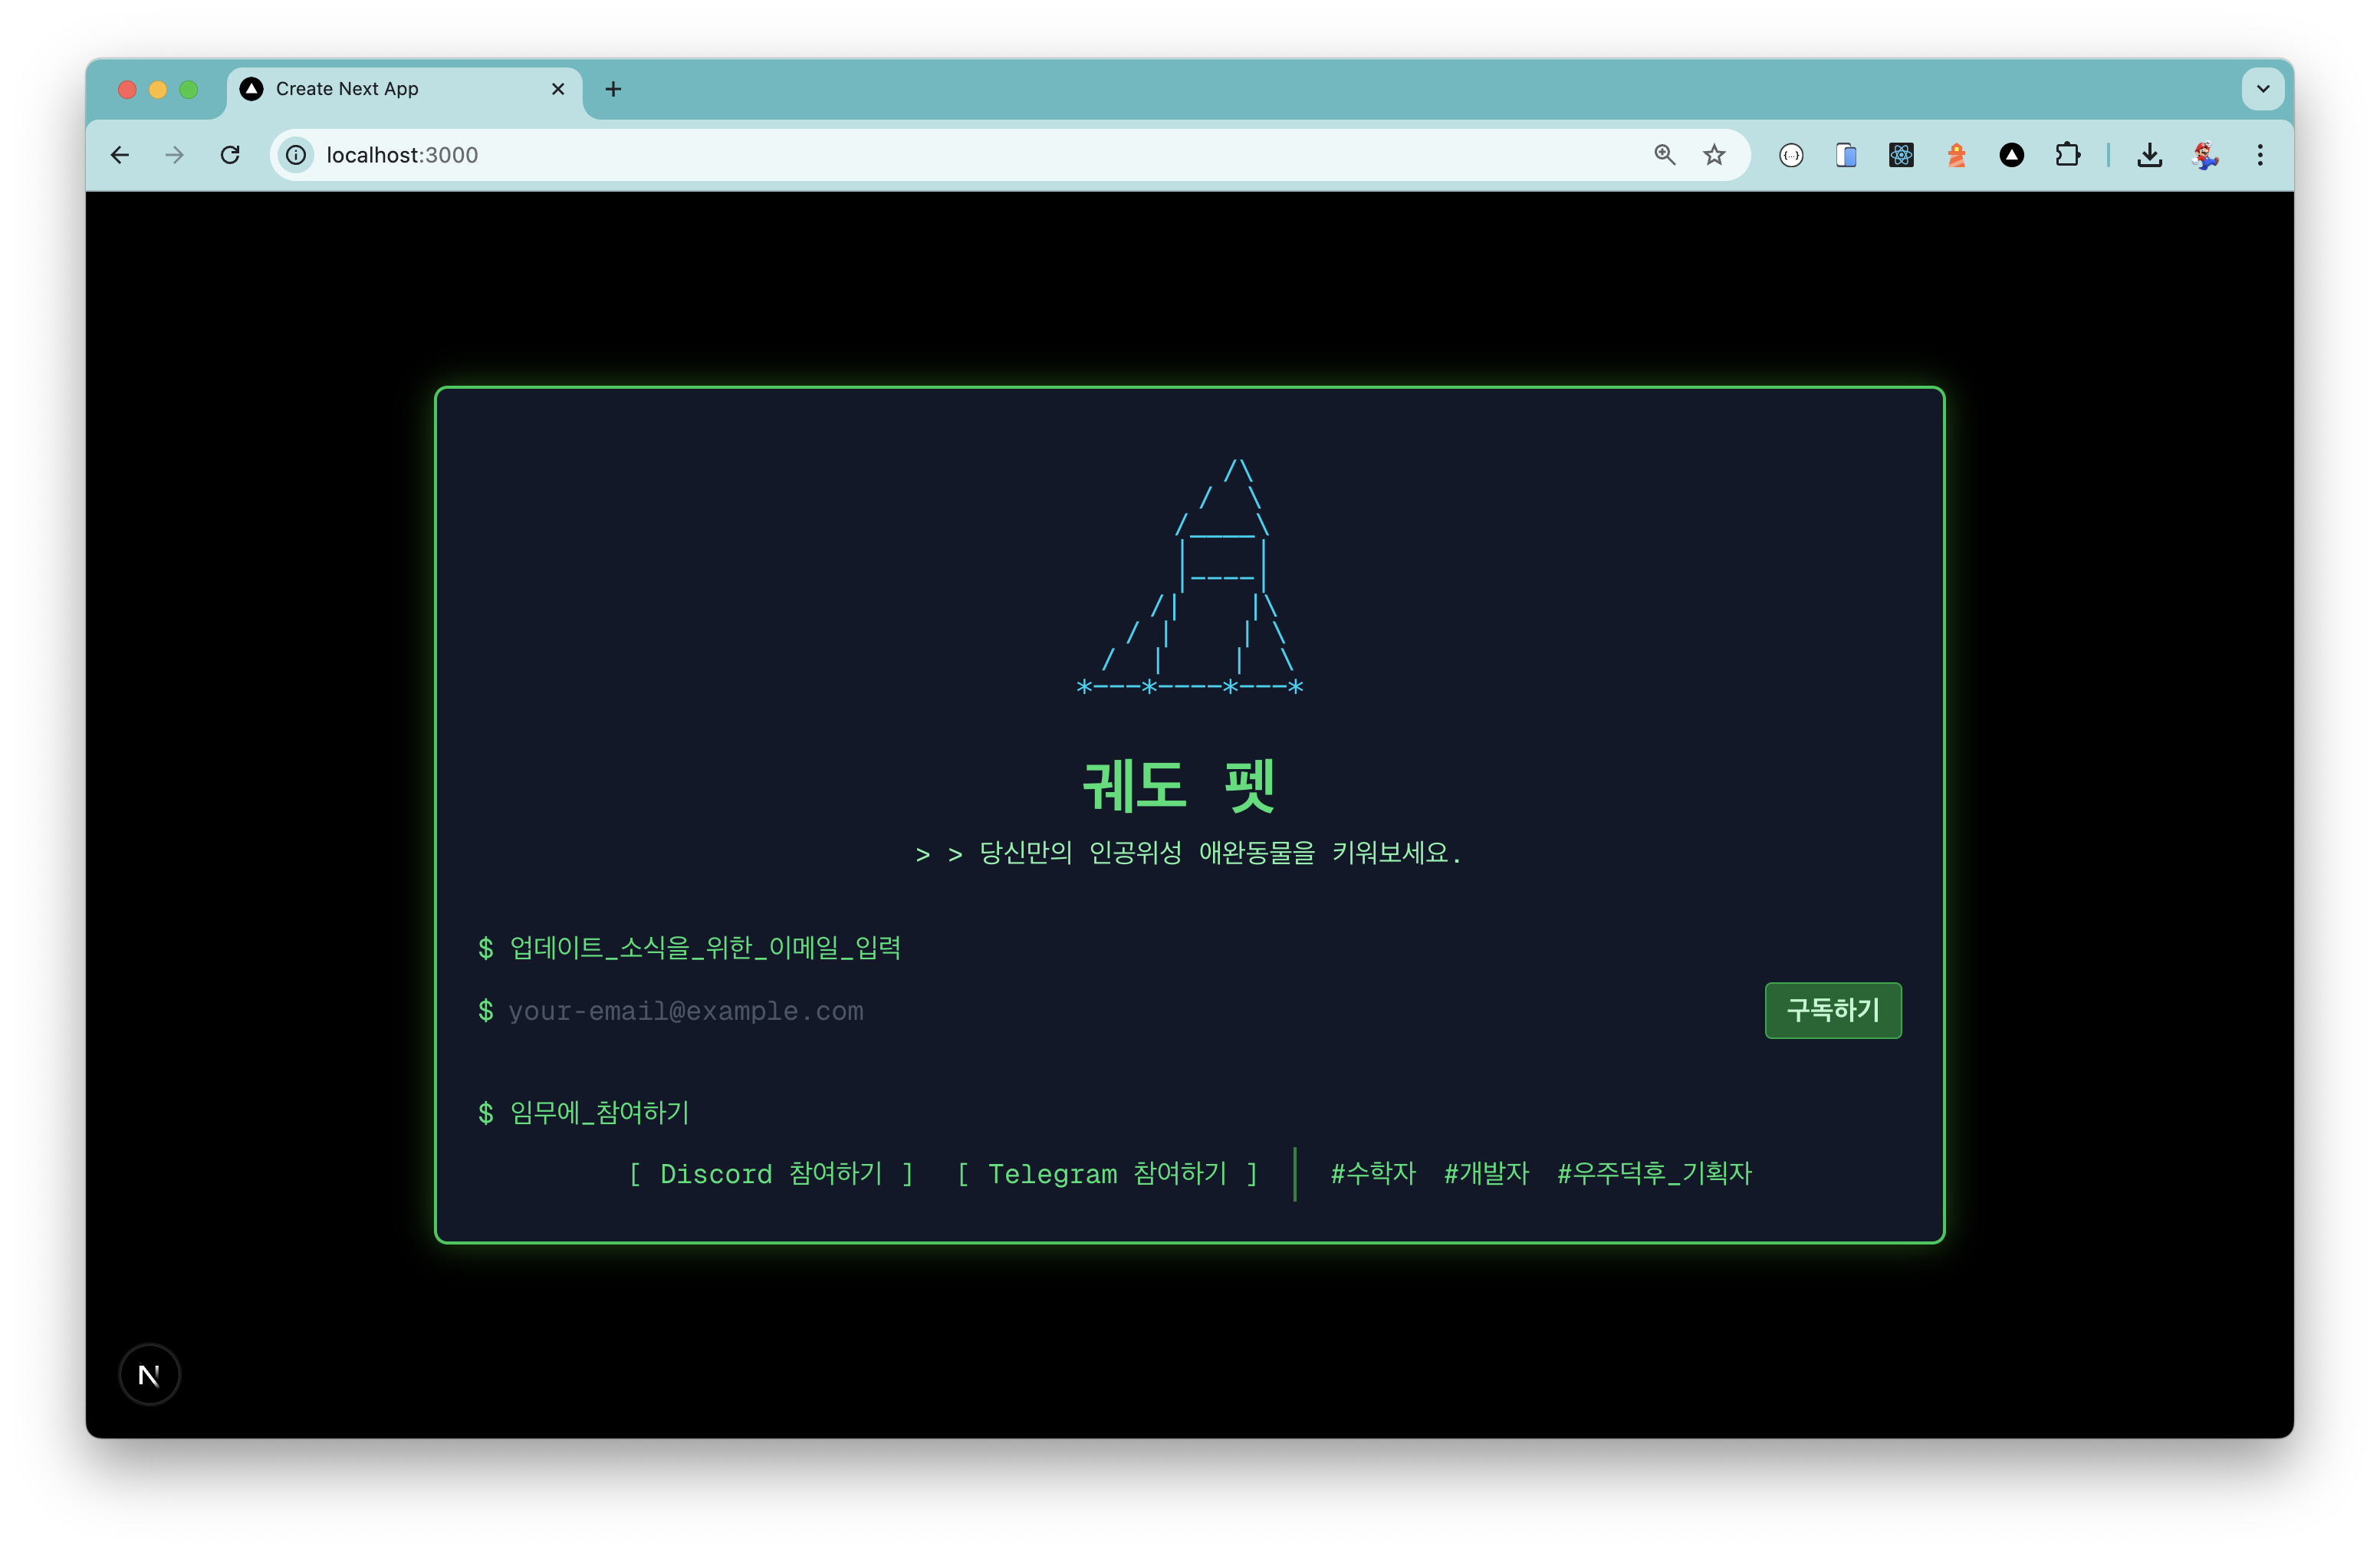 Create Next App
localhost:3000
/\
/  \
/____\
|    |
|----|
/|    |\
/ |    | \
/  |    |  \
*---*----*---*
궤도 펫
> > 당신만의 인공위성 애완동물을 키워보세요.
$ 업데이트_소식을_위한_이메일_입력
$ your-email@example.com
구독하기
$ 임무에_참여하기
[ Discord 참여하기 ] [ Telegram 참여하기 ] #수학자 #개발자 #우주덕후_기획자
N